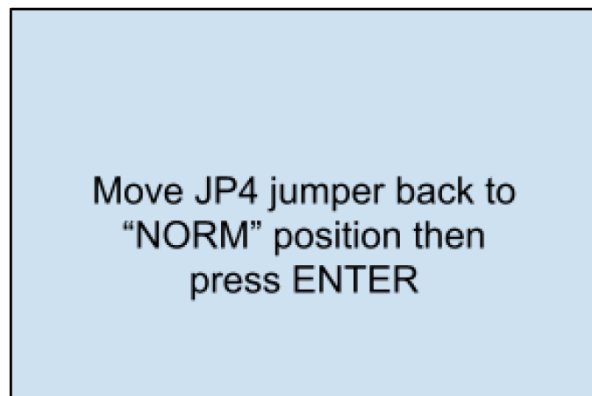 Move JP4 jumper back to
“NORM” position then
press ENTER